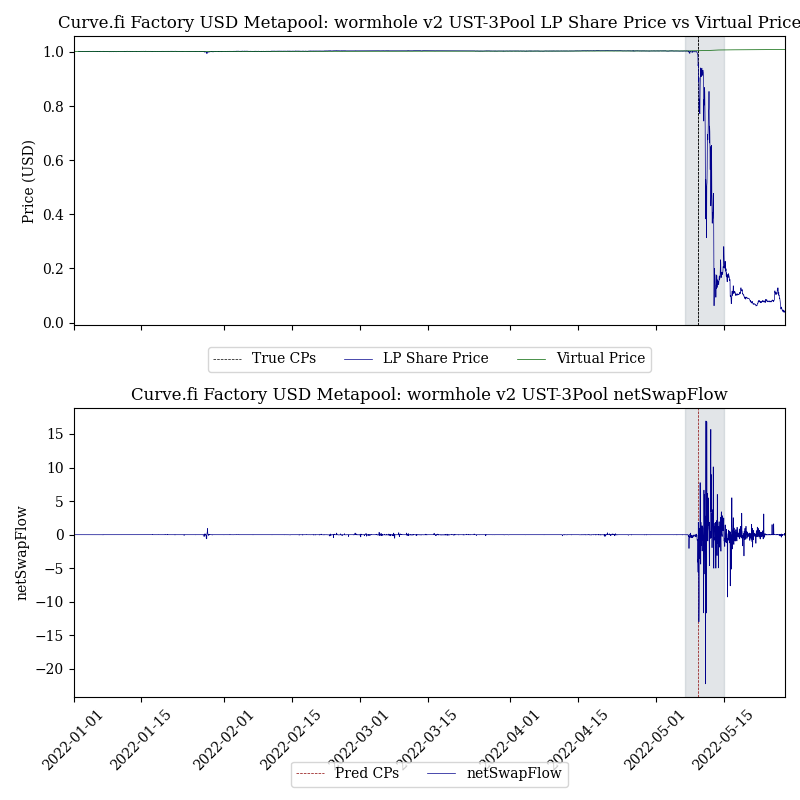 Curve.fi Factory USD Metapool: wormhole v2 UST-3Pool LP Share Price vs Virtual Price
1.0
0.8
0.6
0.4
0.2
0.0
Price (USD)
True CPs LP Share Price Virtual Price
Curve.fi Factory USD Metapool: wormhole v2 UST-3Pool netSwapFlow
15
10
5
0
−5
−10
−15
−20
netSwapFlow
2022-01-01 2022-01-15 2022-02-01 2022-02-15 2022-03-01 2022-03-15 2022-04-01 2022-04-15 2022-05-01 2022-05-15
Pred CPs netSwapFlow